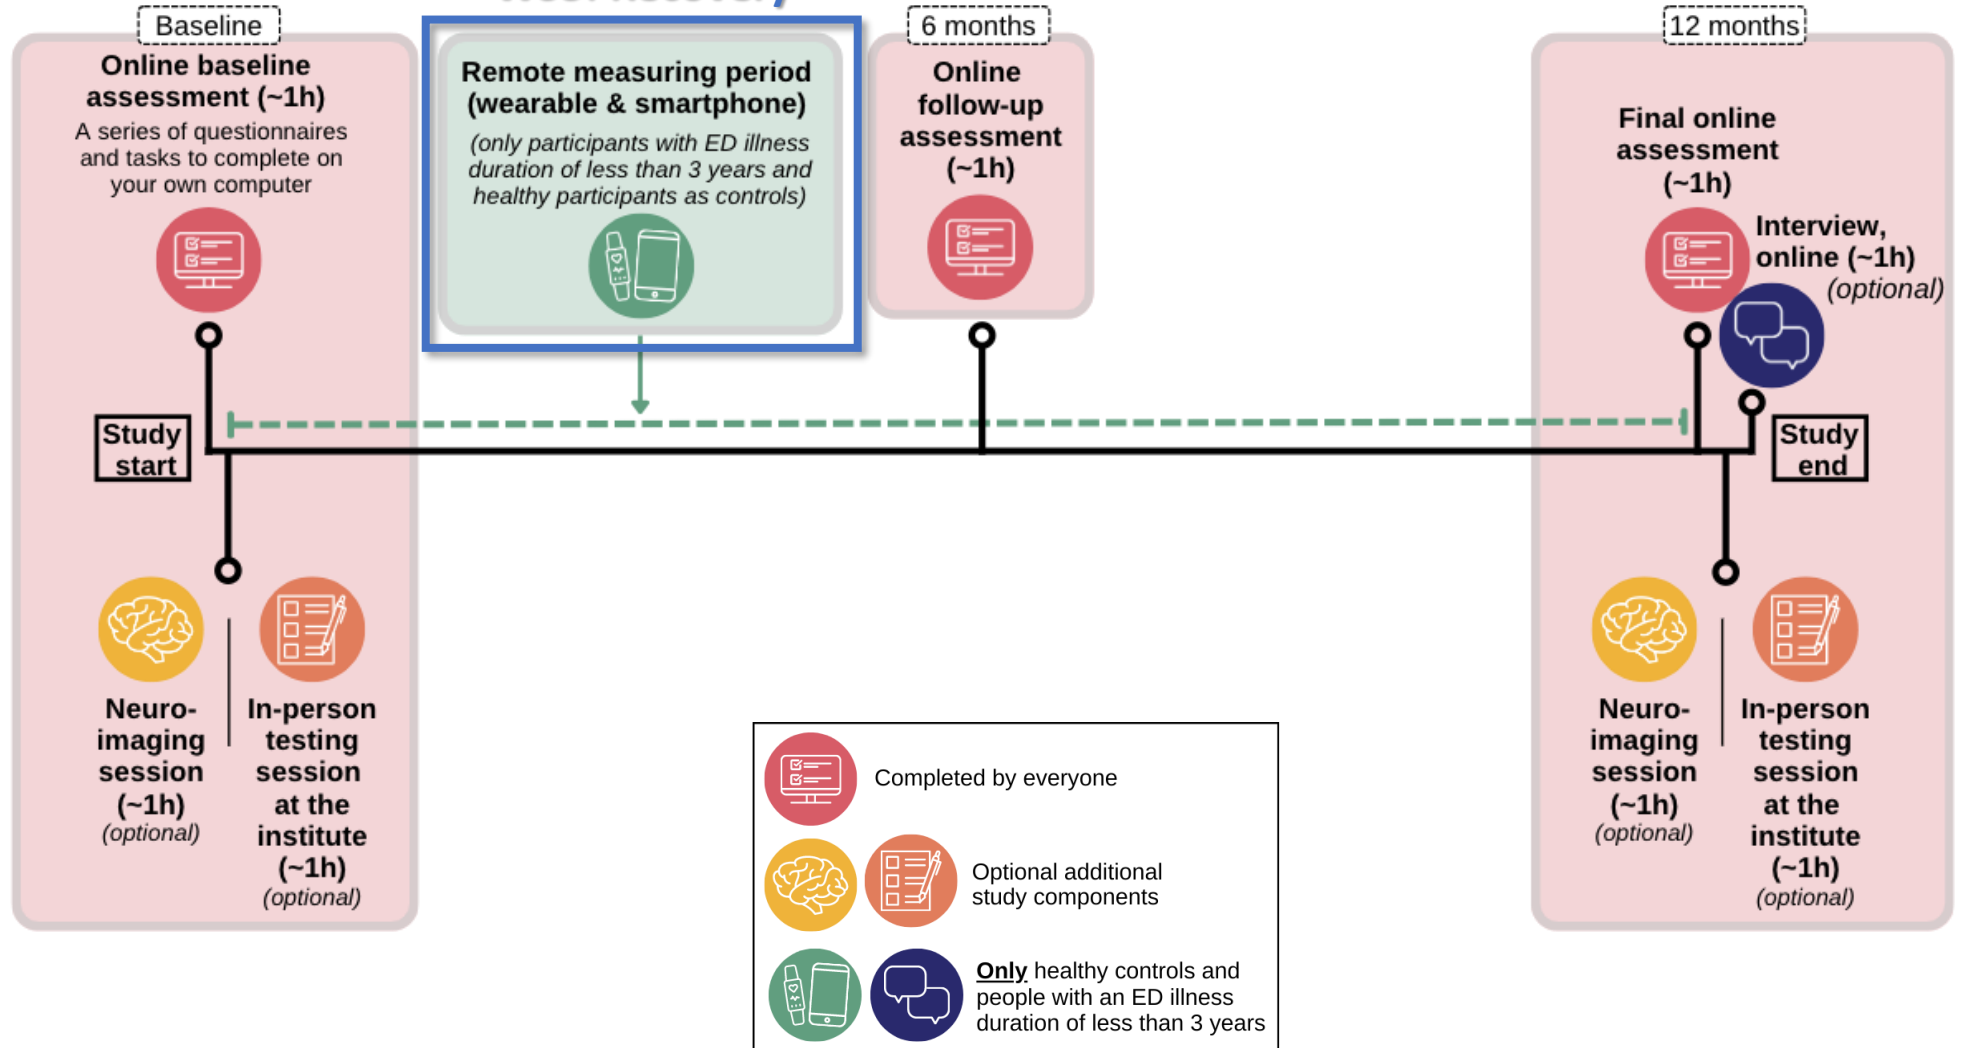 Baseline
Online baseline
assessment (~1h)
A series of questionnaires
and tasks to complete on
your own computer
Remote measuring period
(wearable & smartphone)
(only participants with ED illness
duration of less than 3 years and
healthy participants as controls)
6 months
Online
follow-up
assessment
(~1h)
12 months
Final online
assessment
(~1h)
Interview,
online (~1h)
(optional)
Study
start
Study
end
Neuro-
imaging
session
(~1h)
(optional)
In-person
testing
session
at the
institute
(~1h)
(optional)
Neuro-
imaging
session
(~1h)
(optional)
In-person
testing
session
at the
institute
(~1h)
(optional)
Completed by everyone
Optional additional
study components
Only healthy controls and
people with an ED illness
duration of less than 3 years